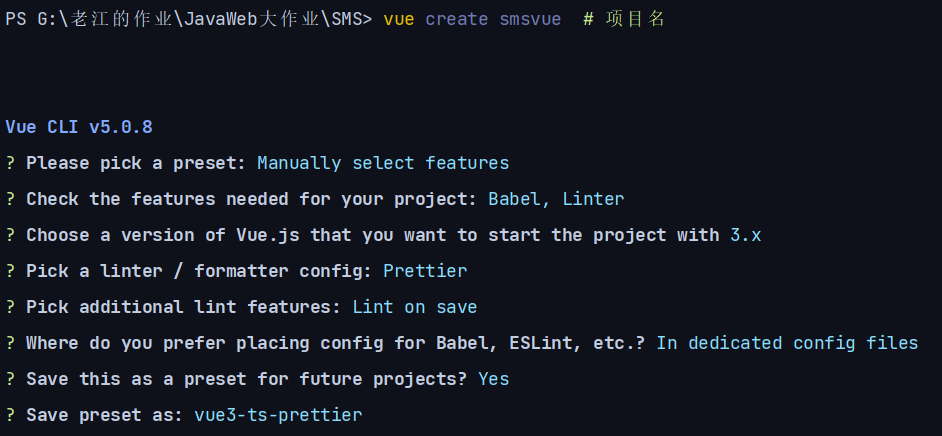 PS G:\老江的作业\JavaWeb大作业\SMS> vue create smsvue  # 项目名
Vue CLI v5.0.8
? Please pick a preset: Manually select features
? Check the features needed for your project: Babel, Linter
? Choose a version of Vue.js that you want to start the project with 3.x
? Pick a linter / formatter config: Prettier
? Pick additional lint features: Lint on save
? Where do you prefer placing config for Babel, ESLint, etc.? In dedicated config files
? Save this as a preset for future projects? Yes
? Save preset as: vue3-ts-prettier